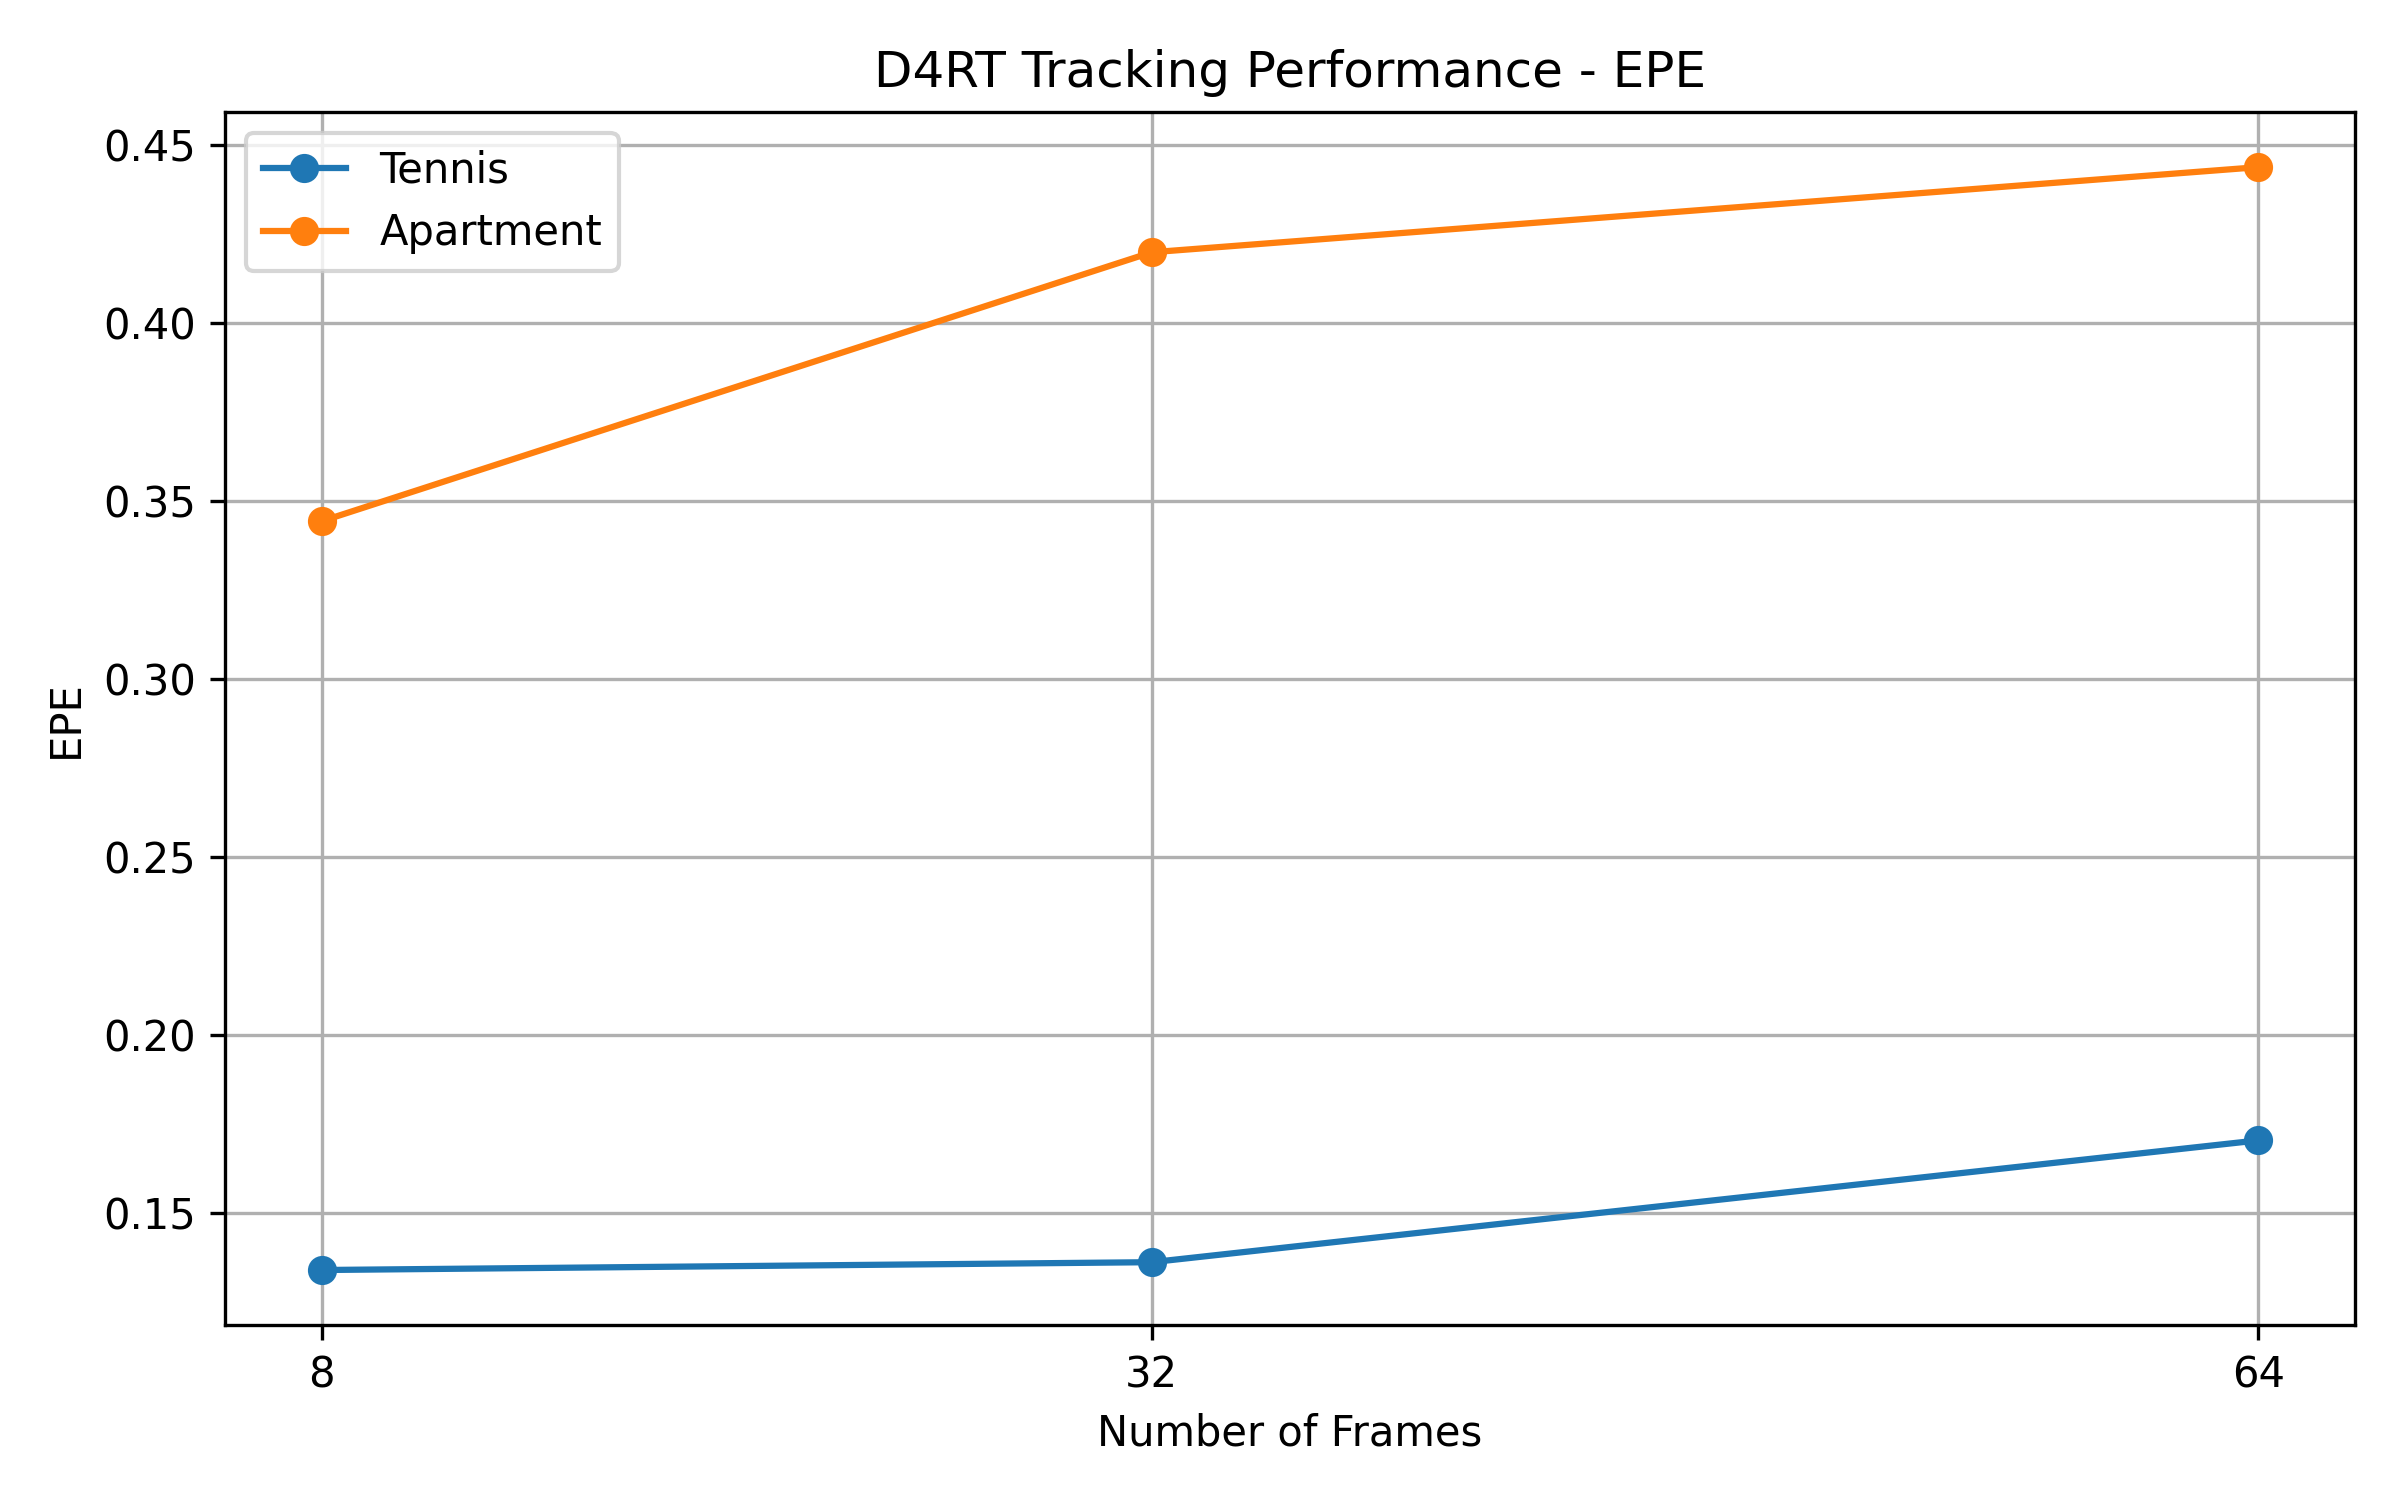 D4RT Tracking Performance - EPE
Tennis
Apartment
0.45
0.40
0.35
0.30
0.25
0.20
0.15
EPE
8 32 64
Number of Frames